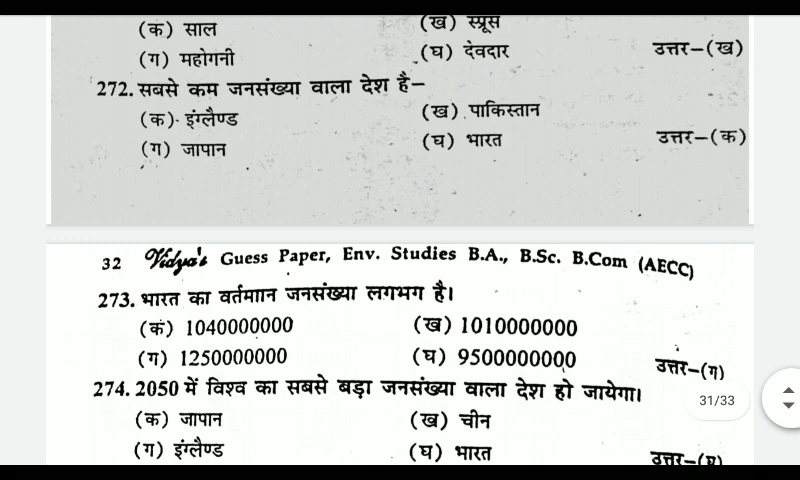 (क) साल (ख) स्प्रूस
(ग) महोगनी (घ) देवदार उत्तर–(ख)
272. सबसे कम जनसंख्या वाला देश है–
(क) इंग्लैण्ड (ख) पाकिस्तान
(ग) जापान (घ) भारत उत्तर–(क)
32 Vidya's Guess Paper, Env. Studies B.A., B.Sc. B.Com (AECC)
273. भारत का वर्तमाान जनसंख्या लगभग है।
(क) 1040000000 (ख) 1010000000
(ग) 1250000000 (घ) 9500000000 उत्तर–(ग)
274. 2050 में विश्व का सबसे बड़ा जनसंख्या वाला देश हो जायेगा।
31/33
(क) जापान (ख) चीन
(ग) इंग्लैण्ड (घ) भारत उत्तर–(घ)